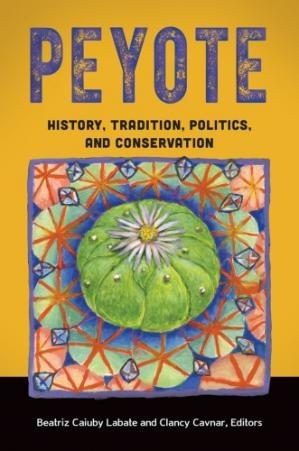 PEYOTE
HISTORY, TRADITION, POLITICS,
AND CONSERVATION
Beatriz Caiuby Labate and Clancy Cavnar, Editors